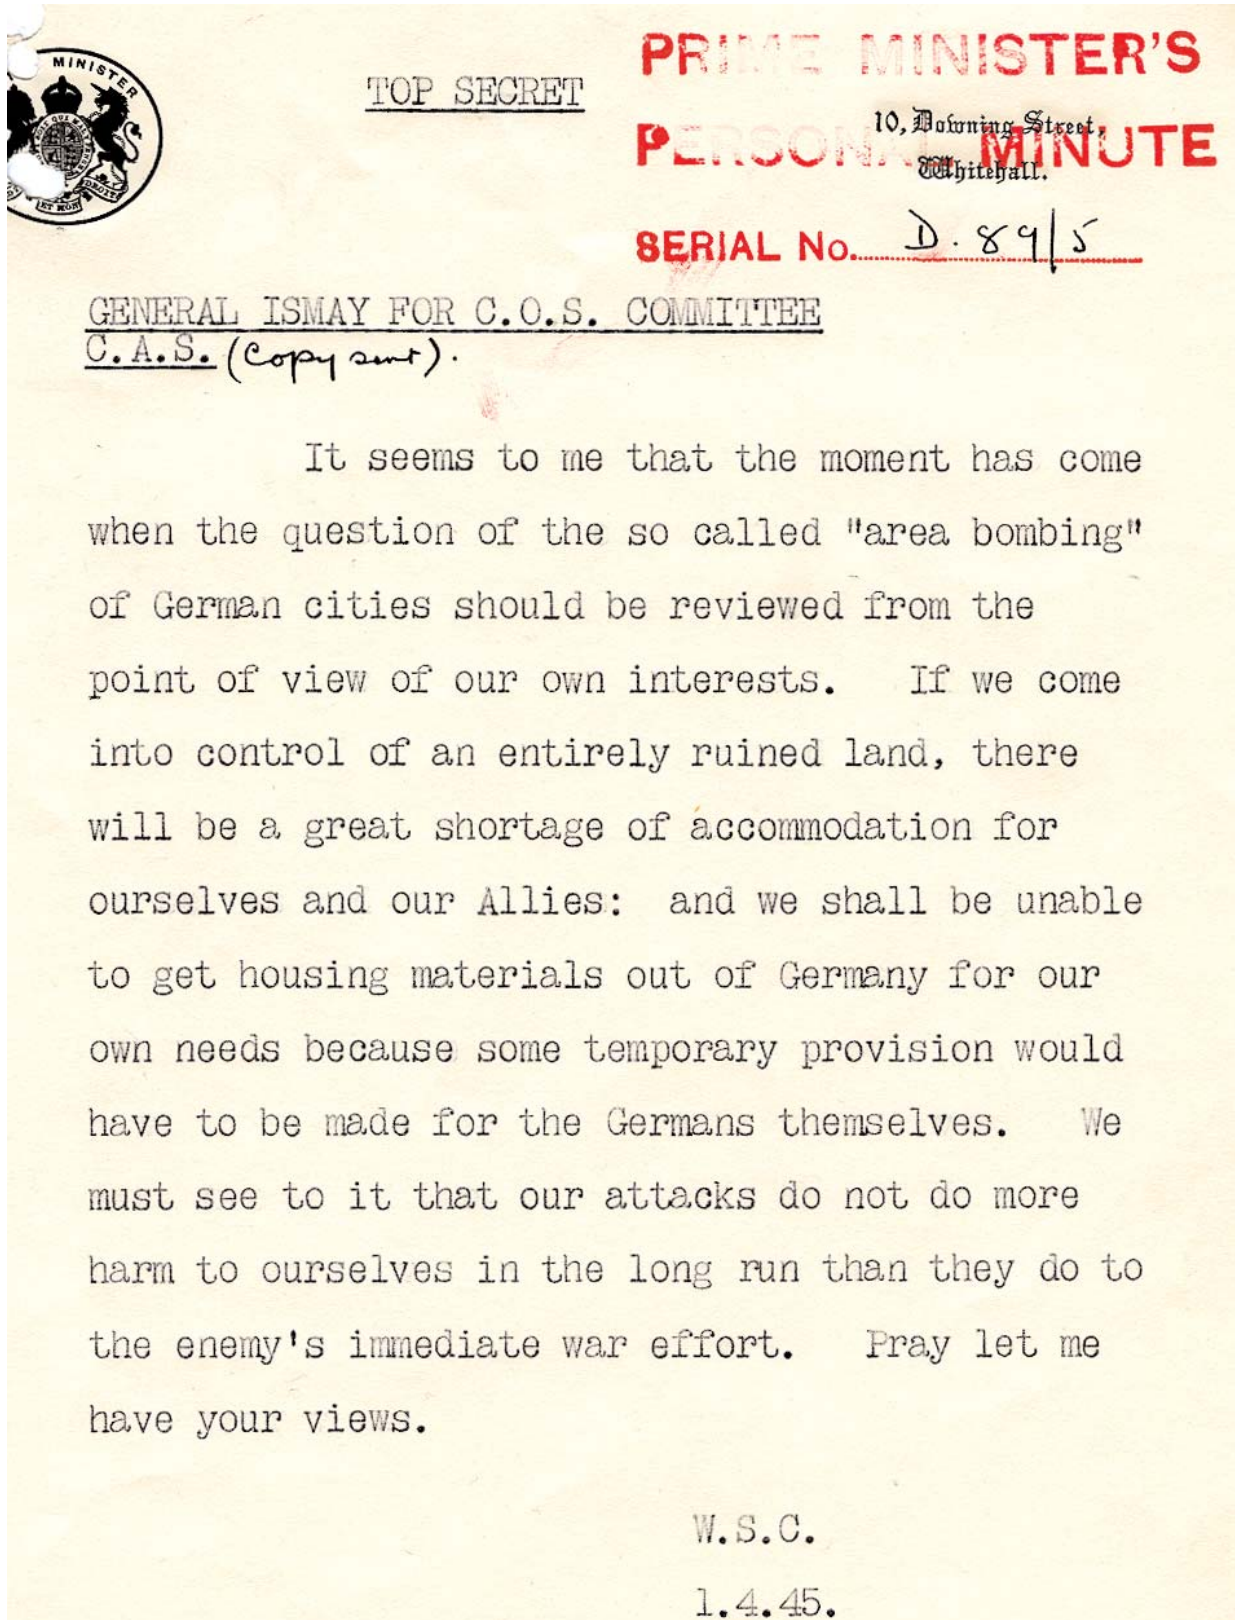 MINISTER
TOP SECRET
PRIME MINISTER'S
10, Downing Street,
PERSONAL MINUTE
Whitehall.
SERIAL No. D. 89/5
GENERAL ISMAY FOR C.O.S. COMMITTEE
C.A.S. (Copy sent).
It seems to me that the moment has come
when the question of the so called "area bombing"
of German cities should be reviewed from the
point of view of our own interests. If we come
into control of an entirely ruined land, there
will be a great shortage of accommodation for
ourselves and our Allies: and we shall be unable
to get housing materials out of Germany for our
own needs because some temporary provision would
have to be made for the Germans themselves. We
must see to it that our attacks do not do more
harm to ourselves in the long run than they do to
the enemy's immediate war effort. Pray let me
have your views.
W.S.C.
1.4.45.